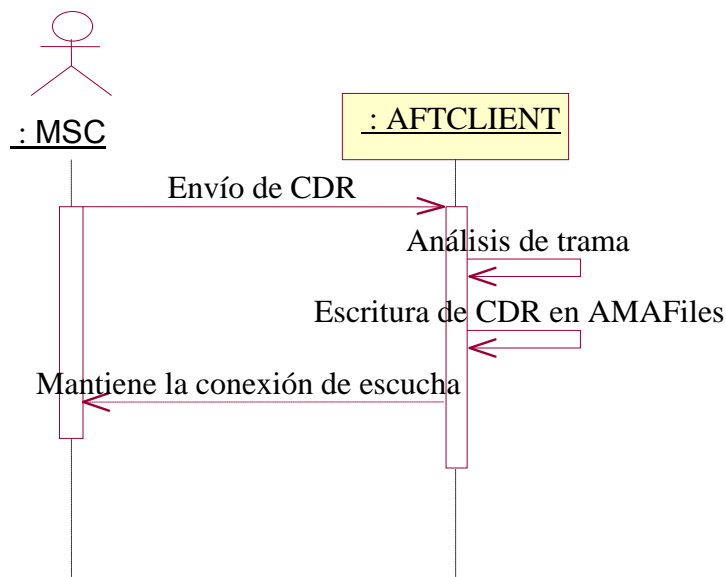 : MSC
: AFTCLIENT
Envío de CDR
Análisis de trama
Escritura de CDR en AMAFiles
Mantiene la conexión de escucha